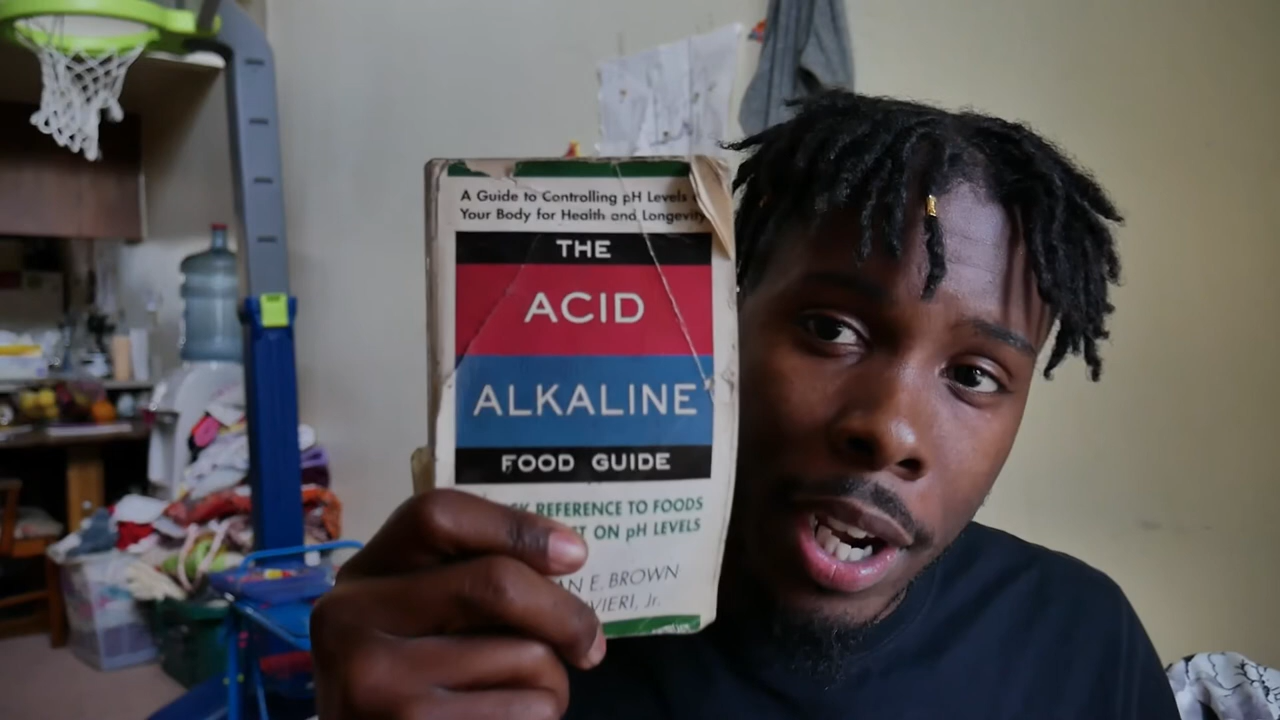 A Guide to Controlling pH Levels
Your Body for Health and Longevity
THE
ACID
ALKALINE
FOOD GUIDE
REFERENCE TO FOODS
ON pH LEVELS
E. BROWN
VIERI, Jr.